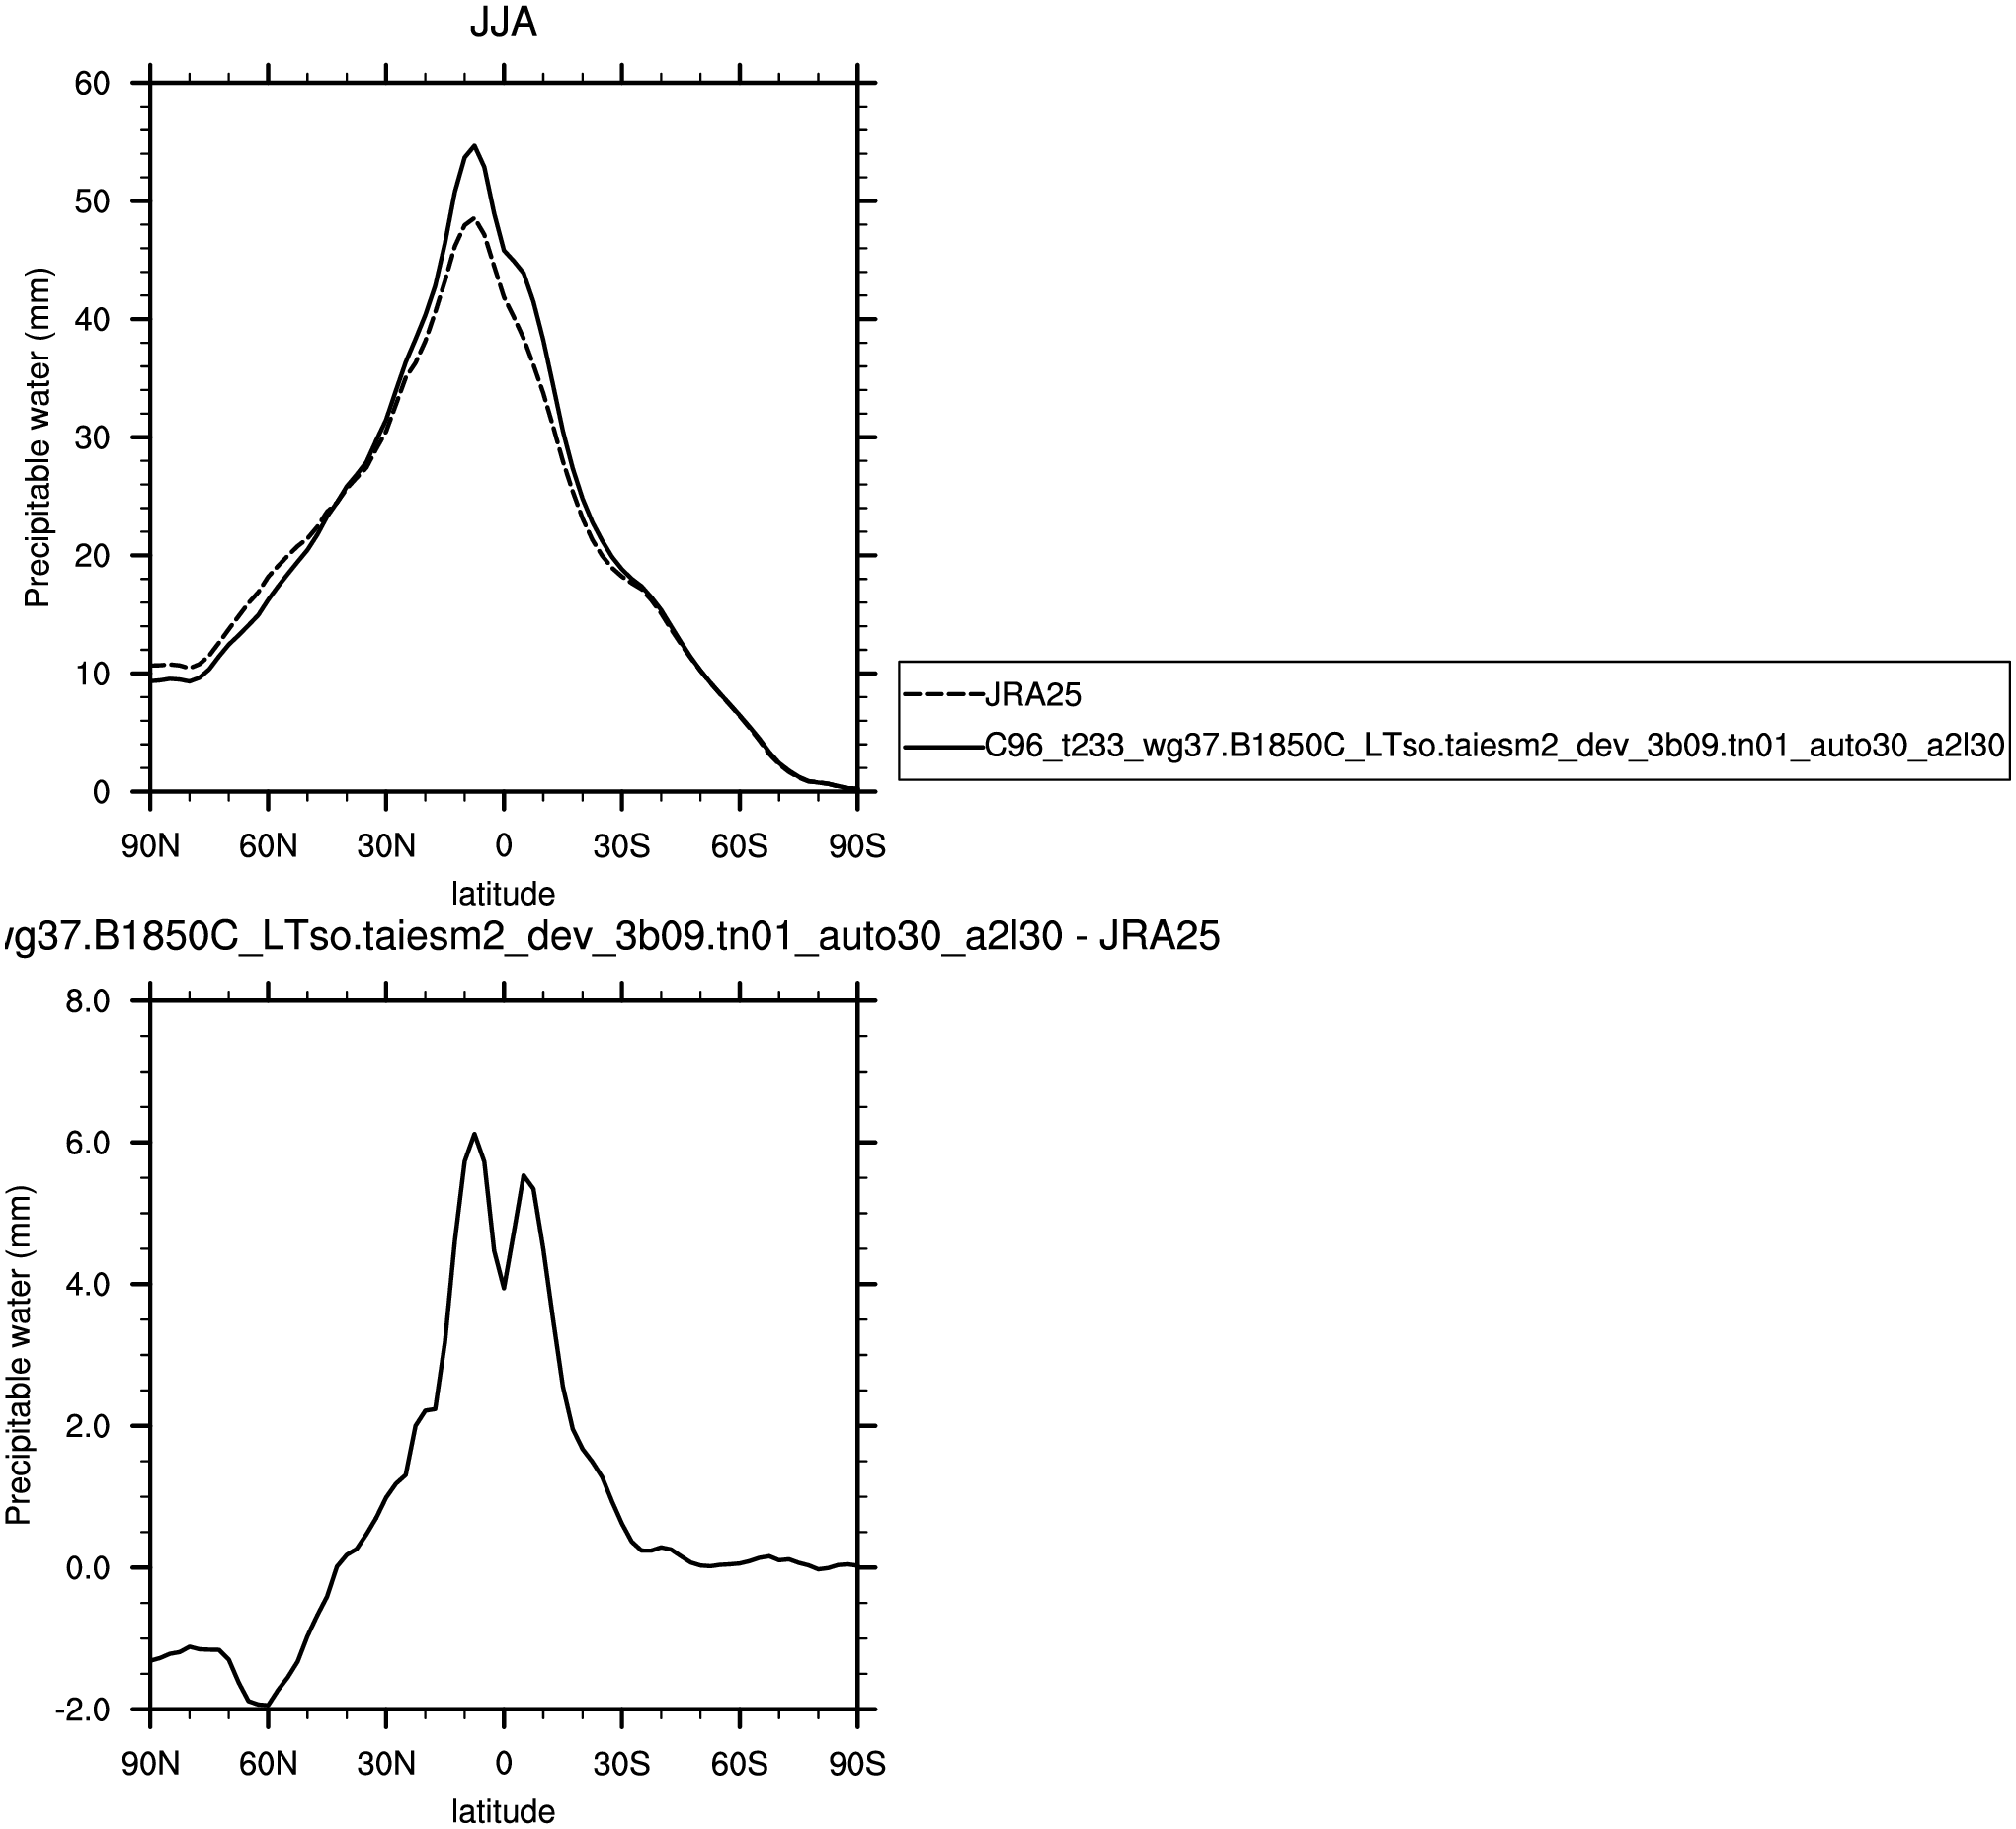 JJA
60
50
40
30
20
10
0
Precipitable water (mm)
90N 60N 30N 0 30S 60S 90S
latitude
JRA25
C96_t233_wg37.B1850C_LTso.taiesm2_dev_3b09.tn01_auto30_a2l30
g37.B1850C_LTso.taiesm2_dev_3b09.tn01_auto30_a2l30 - JRA25
8.0
6.0
4.0
2.0
0.0
-2.0
Precipitable water (mm)
90N 60N 30N 0 30S 60S 90S
latitude